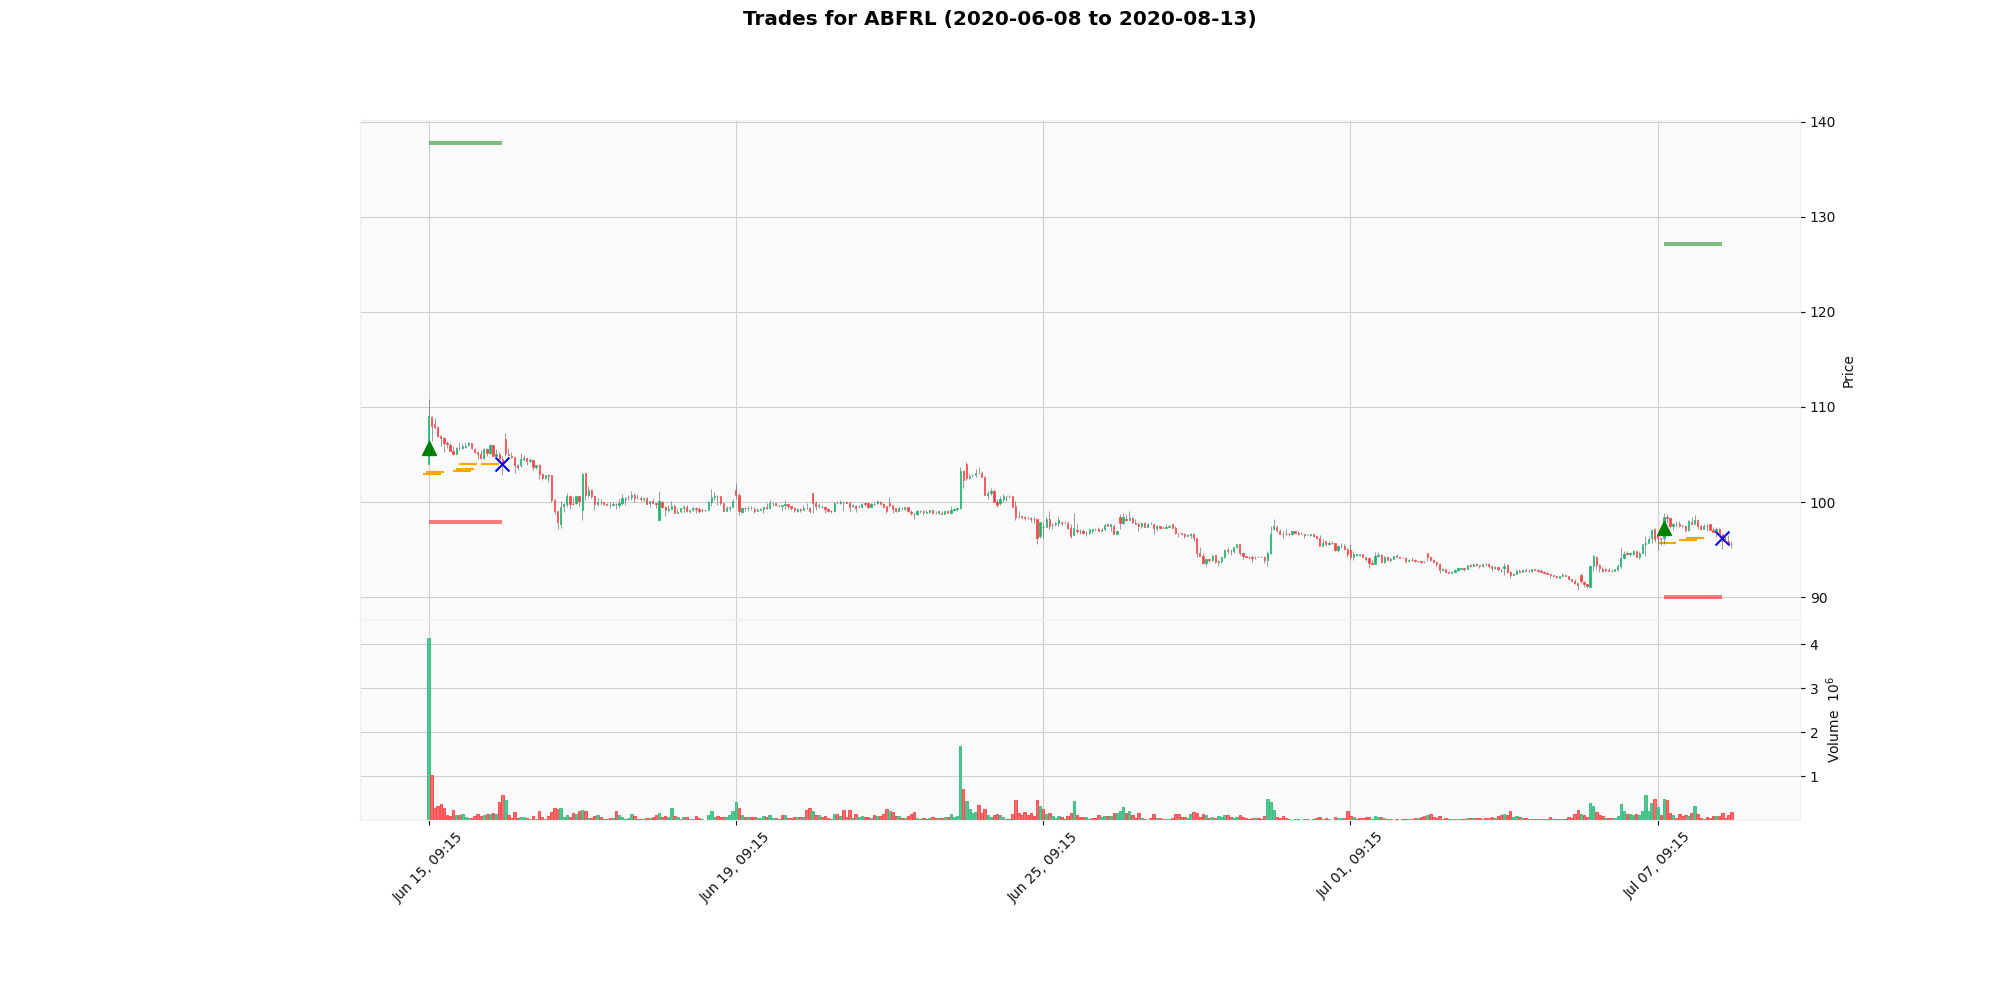 Trades for ABFRL (2020-06-08 to 2020-08-13)
140
130
120
110
100
90
Price
4
3
2
1
Volume 10⁶
Jun 15, 09:15
Jun 19, 09:15
Jun 25, 09:15
Jul 01, 09:15
Jul 07, 09:15